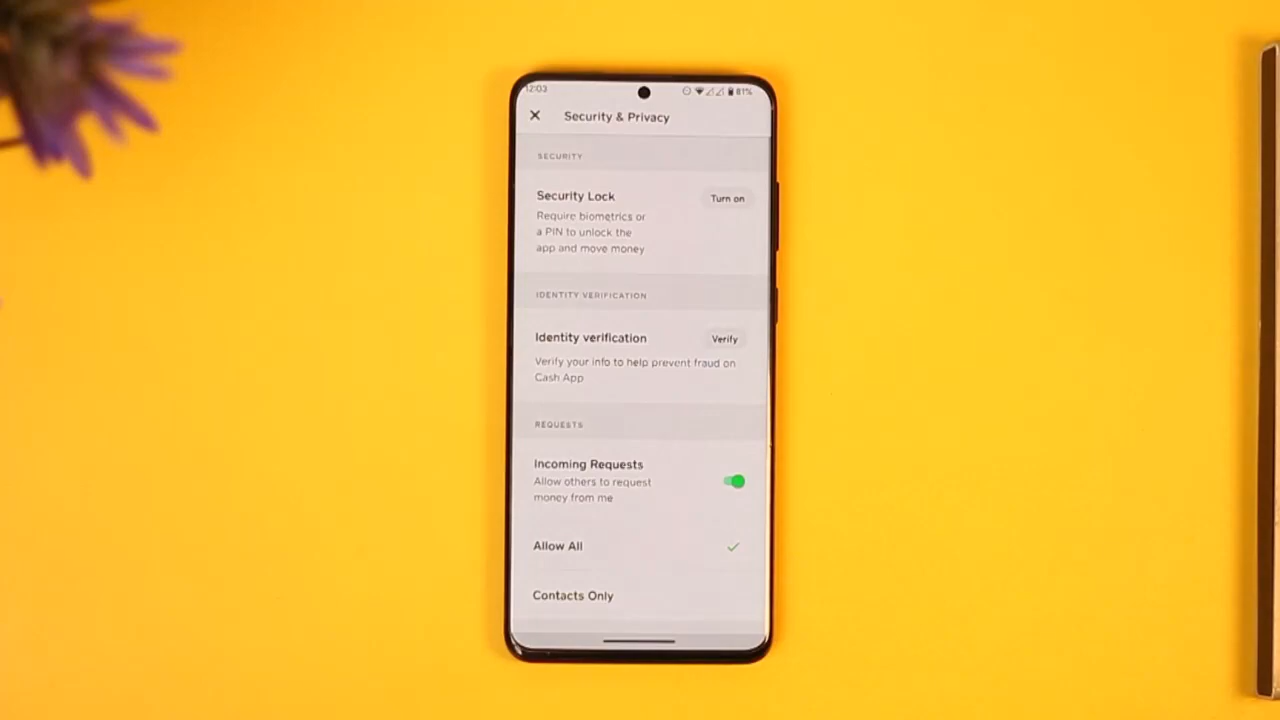 12:03
81%
Security & Privacy
SECURITY
Security Lock
Turn on
Require biometrics or
a PIN to unlock the
app and move money
IDENTITY VERIFICATION
Identity verification
Verify
Verify your info to help prevent fraud on
Cash App
REQUESTS
Incoming Requests
Allow others to request
money from me
Allow All
Contacts Only